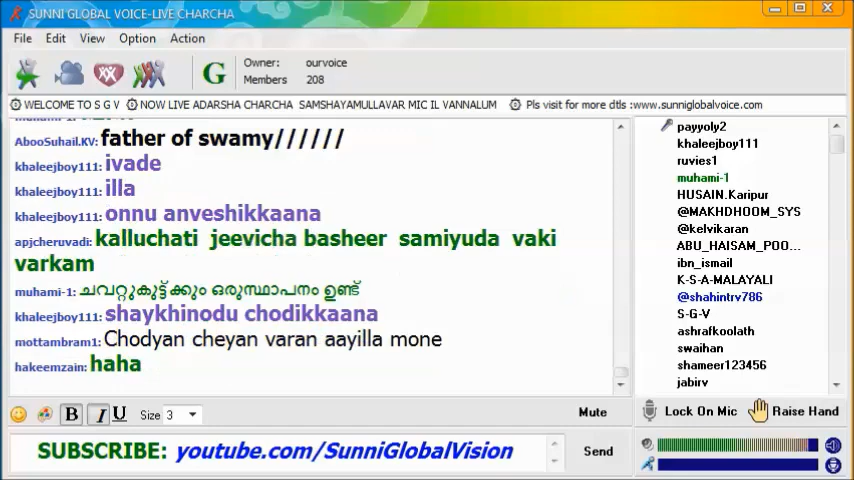 SUNNI GLOBAL VOICE-LIVE CHARCHA
File Edit View Option Action
G
Owner: ourvoice
Members 208
WELCOME TO S G V NOW LIVE ADARSHA CHARCHA SAMSHAYAMULLAVAR MIC IL VANNALUM Pls visit for more dtls :www.sunniglobalvoice.com
AbooSuhail.KV: father of swamy//////
khaleejboy111: ivade
khaleejboy111: illa
khaleejboy111: onnu anveshikkaana
apjcheruvadi: kalluchati jeevicha basheer samiyuda vaki
varkam
muhami-1: ചവറ്റുകുട്ട്ക്കും ഒരുസ്ഥാപനം ഉണ്ട്
khaleejboy111: shaykhinodu chodikkaana
mottambram1: Chodyan cheyan varan aayilla mone
hakeemzain: haha
payyoly2
khaleejboy111
ruvies1
muhami-1
HUSAIN.Karipur
@MAKHDHOOM_SYS
@kelvikaran
ABU_HAISAM_POO...
ibn_ismail
K-S-A-MALAYALI
@shahintrv786
S-G-V
ashrafkoolath
swaihan
shameer123456
jabirv
B I U Size 3 Mute
Lock On Mic Raise Hand
SUBSCRIBE: youtube.com/SunniGlobalVision
Send